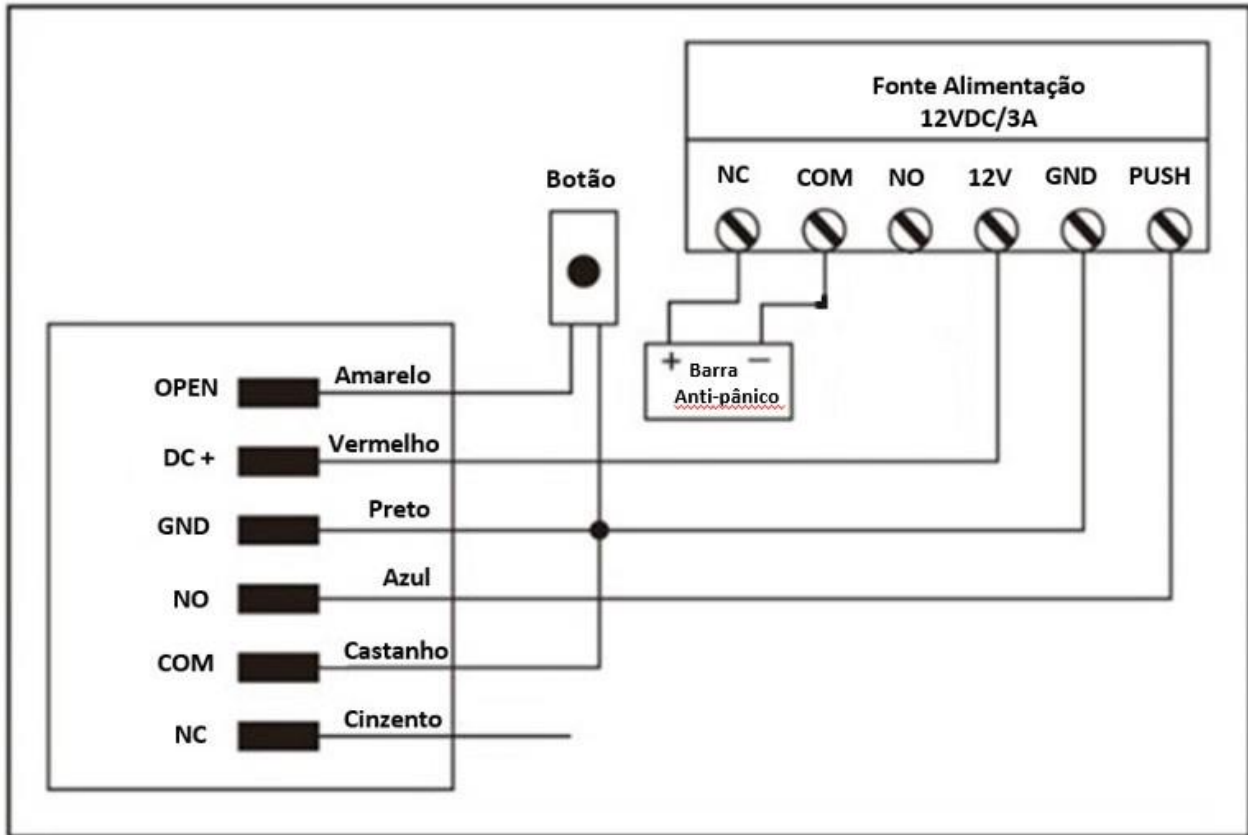 Fonte Alimentação
12VDC/3A
NC COM NO 12V GND PUSH
Botão
+ −
Barra
Anti-pânico
OPEN Amarelo
DC + Vermelho
GND Preto
NO Azul
COM Castanho
NC Cinzento